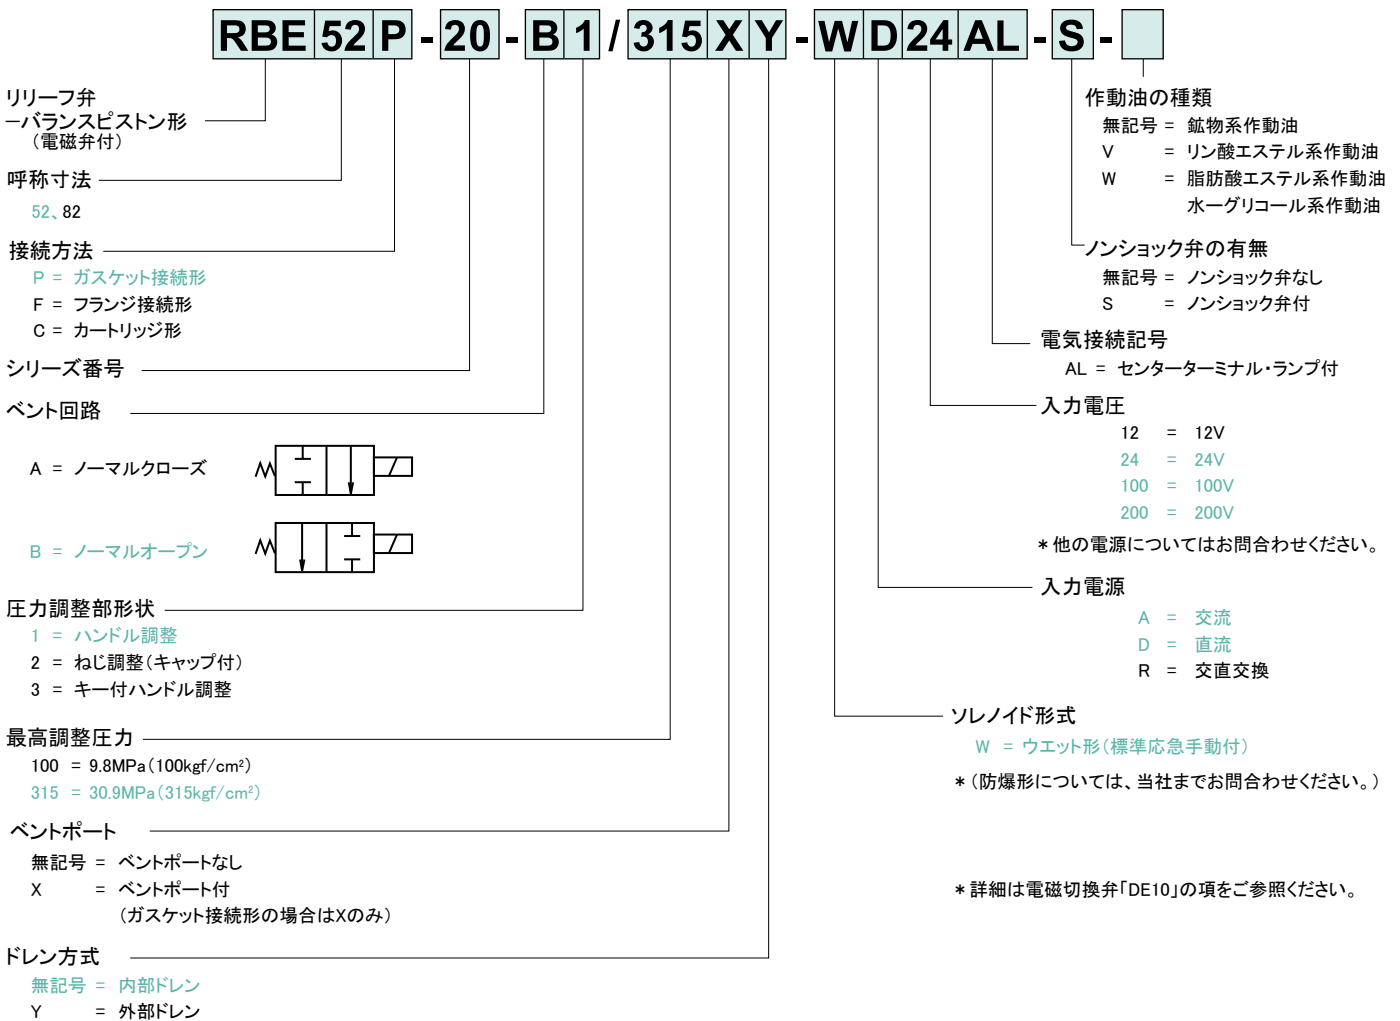 RBE 52 P - 20 - B 1 / 315 X Y - W D 24 AL - S -
リリーフ弁
−バランスピストン形
（電磁弁付）
呼称寸法
52、82
接続方法
P = ガスケット接続形
F = フランジ接続形
C = カートリッジ形
シリーズ番号
ベント回路
A = ノーマルクローズ
B = ノーマルオープン
圧力調整部形状
1 = ハンドル調整
2 = ねじ調整（キャップ付）
3 = キー付ハンドル調整
最高調整圧力
100 = 9.8MPa（100kgf/cm²）
315 = 30.9MPa（315kgf/cm²）
ベントポート
無記号 = ベントポートなし
X = ベントポート付
（ガスケット接続形の場合はXのみ）
ドレン方式
無記号 = 内部ドレン
Y = 外部ドレン
作動油の種類
無記号 = 鉱物系作動油
V = リン酸エステル系作動油
W = 脂肪酸エステル系作動油
水−グリコール系作動油
ノンショック弁の有無
無記号 = ノンショック弁なし
S = ノンショック弁付
電気接続記号
AL = センターターミナル・ランプ付
入力電圧
12 = 12V
24 = 24V
100 = 100V
200 = 200V
＊他の電源についてはお問合わせください。
入力電源
A = 交流
D = 直流
R = 交直交換
ソレノイド形式
W = ウエット形（標準応急手動付）
＊（防爆形については、当社までお問合わせください。）
＊詳細は電磁切換弁「DE10」の項をご参照ください。